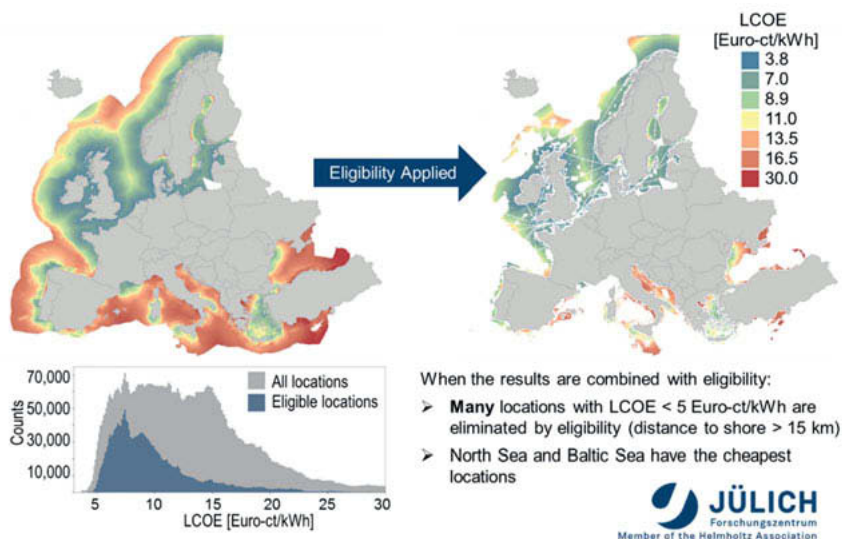 LCOE
[Euro-ct/kWh]
3.8
7.0
8.9
11.0
13.5
16.5
30.0
Eligibility Applied
70,000
50,000
30,000
10,000
Counts
All locations
Eligible locations
5 10 15 20 25 30
LCOE [Euro-ct/kWh]
When the results are combined with eligibility:
➢ Many locations with LCOE < 5 Euro-ct/kWh are
eliminated by eligibility (distance to shore > 15 km)
➢ North Sea and Baltic Sea have the cheapest
locations
JÜLICH
Forschungszentrum
Member of the Helmholtz Association